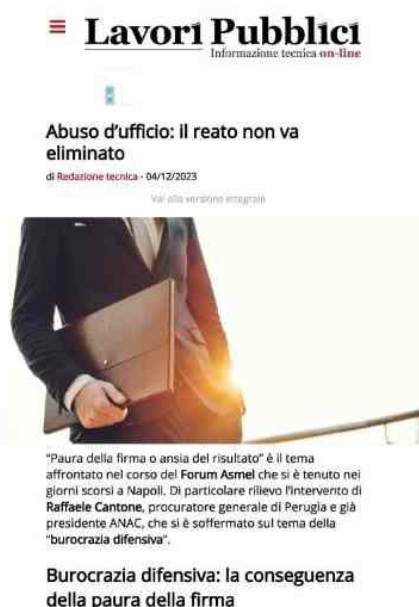 Lavori Pubblici
Informazione tecnica on-line
Abuso d'ufficio: il reato non va
eliminato
di Redazione tecnica - 04/12/2023
Vai alla versione integrale
"Paura della firma o ansia del risultato" è il tema
affrontato nel corso del Forum Asmel che si è tenuto nei
giorni scorsi a Napoli. Di particolare rilievo l'intervento di
Raffaele Cantone, procuratore generale di Perugia e già
presidente ANAC, che si è soffermato sul tema della
"burocrazia difensiva".
Burocrazia difensiva: la conseguenza
della paura della firma